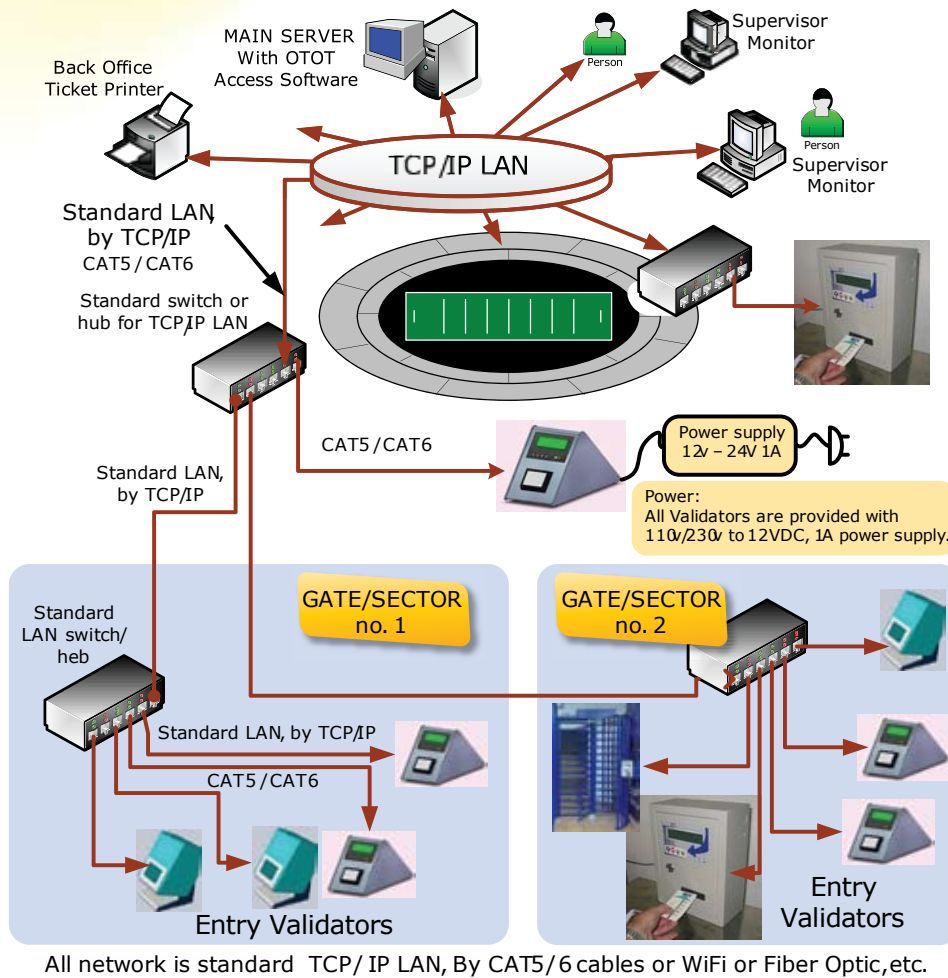 MAIN SERVER
With OTOT
Access Software
Person
Supervisor
Monitor
Back Office
Ticket Printer
TCP/IP LAN
Person
Supervisor
Monitor
Standard LAN,
by TCP/IP
CAT5/CAT6
Standard switch or
hub for TCP/IP LAN
CAT5/CAT6
Power supply
12v – 24V 1A
Standard LAN,
by TCP/IP
Power:
All Validators are provided with
110v/230v to 12VDC, 1A power supply.
GATE/SECTOR
no. 1
GATE/SECTOR
no. 2
Standard
LAN switch/
heb
Standard LAN, by TCP/IP
CAT5/CAT6
Entry Validators
Entry
Validators
All network is standard TCP/IP LAN, By CAT5/6 cables or WiFi or Fiber Optic,etc.